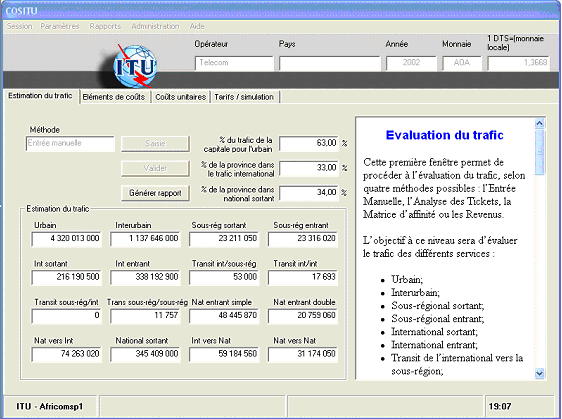 COSITU
Session Paramètres Rapports Administration Aide
Opérateur Pays Année Monnaie 1 DTS=(monnaie locale)
ITU
Telecom 2002 AOA 1,3668
Estimation du trafic Eléments de coûts Coûts unitaires Tarifs / simulation
Méthode
Entrée manuelle Saisie
Valider
Générer rapport
% du trafic de la
capitale pour l'urbain 63,00 %
% de la province dans
le trafic international 33,00 %
% de la province dans
national sortant 34,00 %
Estimation du trafic
Urbain Interurbain Sous-rég sortant Sous-rég entrant
4 320 013 000 1 137 646 000 23 211 050 23 316 020
Int sortant Int entrant Transit int/sous-rég Transit int/int
216 190 500 338 192 900 53 000 17 693
Transit sous-rég/int Trans sous-rég/sous-rég Nat entrant simple Nat entrant double
0 11 757 48 445 870 20 759 060
Nat vers Int National sortant Int vers Nat Nat vers Nat
74 263 020 345 409 000 59 184 560 31 174 050
Evaluation du trafic
Cette première fenêtre permet de
procéder à l'évaluation du trafic, selon
quatre méthodes possibles : l'Entrée
Manuelle, l'Analyse des Tickets, la
Matrice d'affinité ou les Revenus.
L'objectif à ce niveau sera d'évaluer
le trafic des différents services :
• Urbain;
• Interurbain;
• Sous-régional sortant;
• Sous-régional entrant;
• International sortant;
• International entrant;
• Transit de l'international vers la
sous-région;
ITU - Africomsp1 19:07